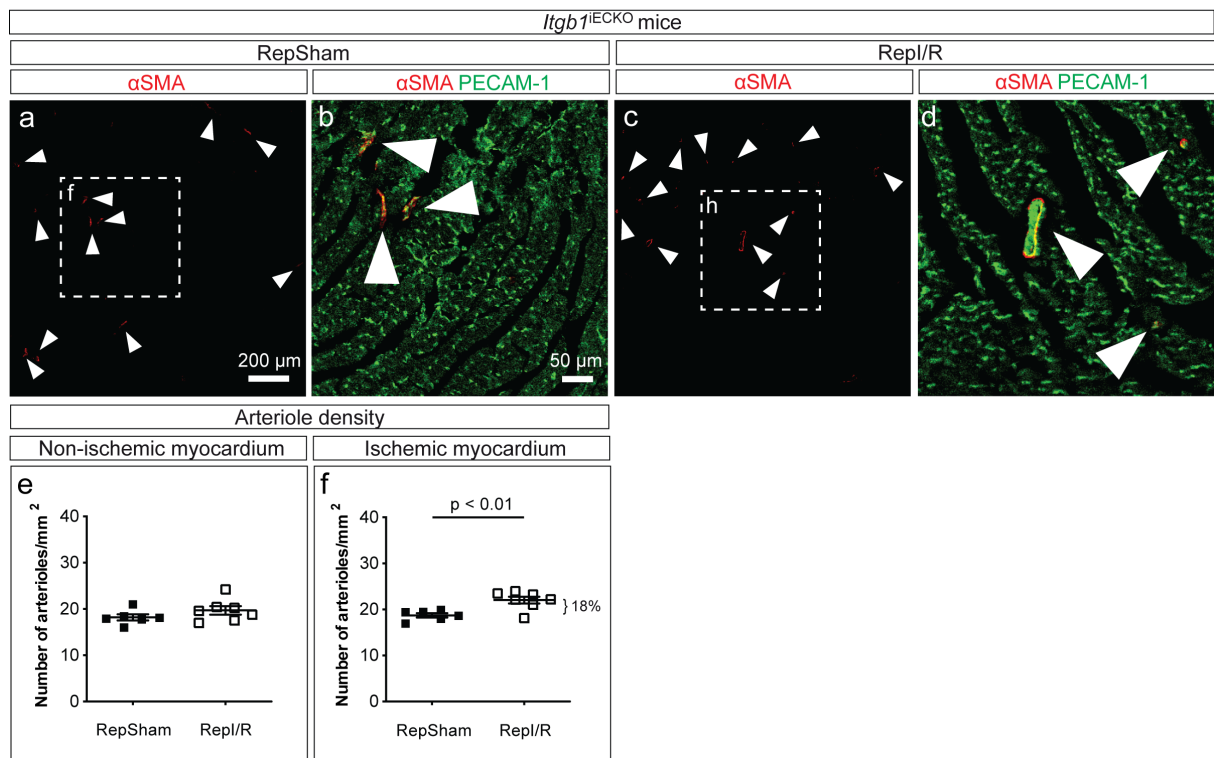 Itgb1iECKO mice
RepSham
RepI/R
αSMA
αSMA PECAM-1
αSMA
αSMA PECAM-1
a
b
c
d
f
h
200 µm
50 µm
Arteriole density
Non-ischemic myocardium
Ischemic myocardium
e
Number of arterioles/mm²
40
30
20
10
0
RepSham
RepI/R
f
Number of arterioles/mm²
40
30
20
10
0
p < 0.01
} 18%
RepSham
RepI/R